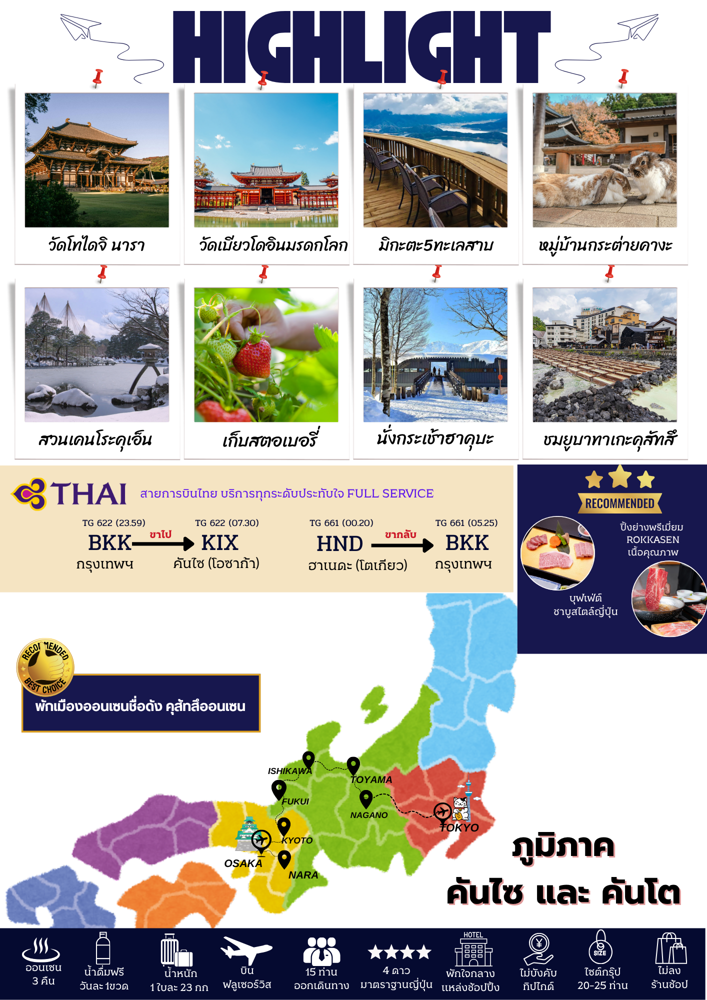 HIGHLIGHT
วัดโทไดจิ นารา
วัดเบียวโดอินมรดกโลก
มิกะตะ5ทะเลสาบ
หมู่บ้านกระต่ายคางะ
สวนเคนโระคุเอ็น
เก็บสตอเบอรี่
นั่งกระเช้าฮาคุบะ
ชมยูบาทาเกะคุสัทสึ
THAI
สายการบินไทย บริการทุกระดับประทับใจ FULL SERVICE
TG 622 (23.59)
TG 622 (07.30)
TG 661 (00.20)
TG 661 (05.25)
BKK
ขาไป
KIX
HND
ขากลับ
BKK
กรุงเทพฯ
คันไซ (โอซาก้า)
ฮาเนดะ (โตเกียว)
กรุงเทพฯ
RECOMMENDED
ปิ้งย่างพรีเมี่ยม
ROKKASEN
เนื้อคุณภาพ
บุฟเฟ่ต์
ชาบูสไตล์ญี่ปุ่น
RECOMMENDED
BEST CHOICE
พักเมืองออนเซนชื่อดัง คุสัทสึออนเซน
ISHIKAWA
TOYAMA
FUKUI
NAGANO
TOKYO
KYOTO
OSAKA
NARA
ภูมิภาค
คันไซ และ คันโต
ออนเซน
3 คืน
น้ำดื่มฟรี
วันละ 1ขวด
น้ำหนัก
1 ใบละ 23 กก
บิน
ฟลูเซอร์วิส
15 ท่าน
ออกเดินทาง
4 ดาว
มาตราฐานญี่ปุ่น
HOTEL
พักใจกลาง
แหล่งช้อปปิ้ง
ไม่บังคับ
ทิปไกด์
SIZE
ไซต์กรุ๊ป
20-25 ท่าน
ไม่ลง
ร้านช้อป